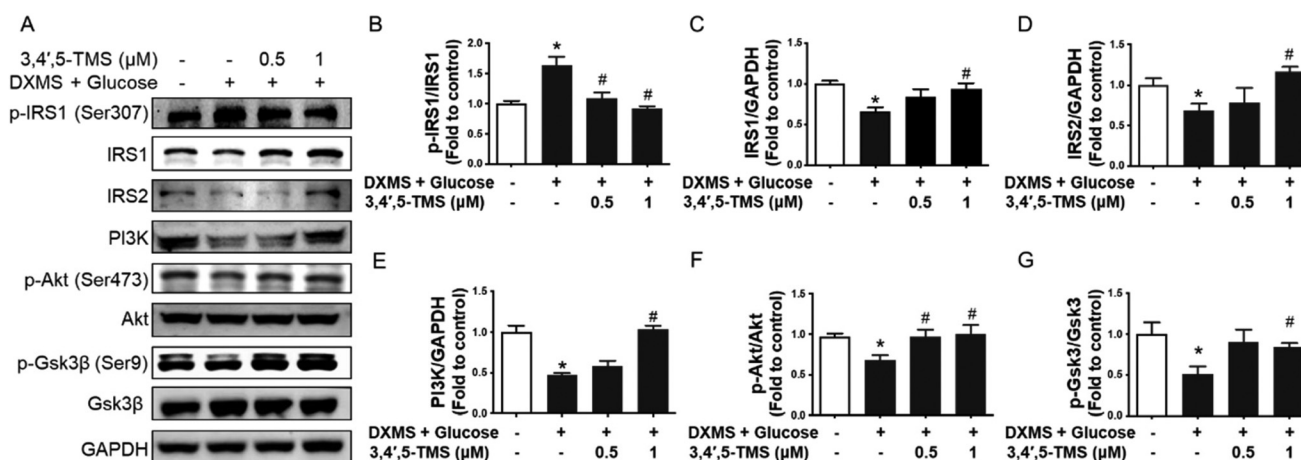 A
3,4′,5-TMS (μM) - - 0.5 1
DXMS + Glucose - + + +
p-IRS1 (Ser307)
IRS1
IRS2
PI3K
p-Akt (Ser473)
Akt
p-Gsk3β (Ser9)
Gsk3β
GAPDH
B
p-IRS1/IRS1
(Fold to control)
2.0
1.5
1.0
0.5
0.0
*
#
#
DXMS + Glucose - + + +
3,4′,5-TMS (μM) - - 0.5 1
C
IRS1/GAPDH
(Fold to control)
1.5
1.0
0.5
0.0
*
#
DXMS + Glucose - + + +
3,4′,5-TMS (μM) - - 0.5 1
D
IRS2/GAPDH
(Fold to control)
1.5
1.0
0.5
0.0
*
#
DXMS + Glucose - + + +
3,4′,5-TMS (μM) - - 0.5 1
E
PI3K/GAPDH
(Fold to control)
1.5
1.0
0.5
0.0
*
#
DXMS + Glucose - + + +
3,4′,5-TMS (μM) - - 0.5 1
F
p-Akt/Akt
(Fold to control)
1.5
1.0
0.5
0.0
*
#
#
DXMS + Glucose - + + +
3,4′,5-TMS (μM) - - 0.5 1
G
p-Gsk3/Gsk3
(Fold to control)
1.5
1.0
0.5
0.0
*
#
DXMS + Glucose - + + +
3,4′,5-TMS (μM) - - 0.5 1